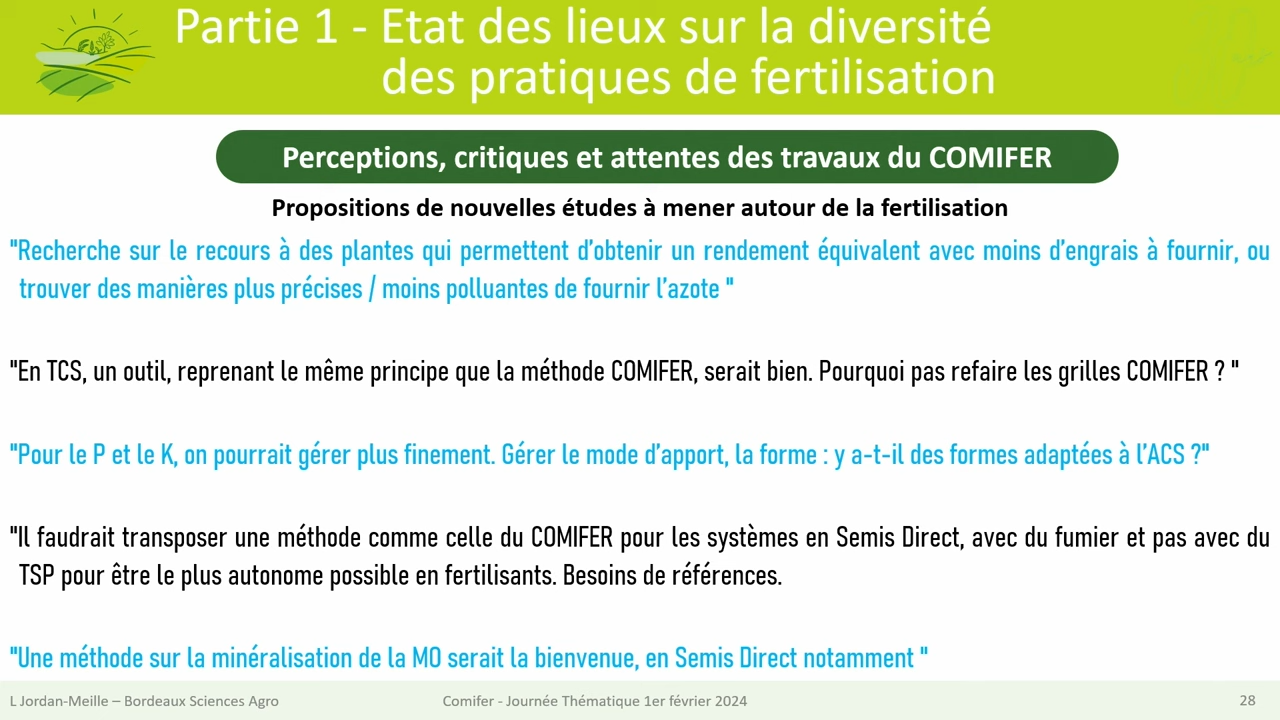 Partie 1 - Etat des lieux sur la diversité
des pratiques de fertilisation
Perceptions, critiques et attentes des travaux du COMIFER
Propositions de nouvelles études à mener autour de la fertilisation
"Recherche sur le recours à des plantes qui permettent d’obtenir un rendement équivalent avec moins d’engrais à fournir, ou
trouver des manières plus précises / moins polluantes de fournir l’azote "
"En TCS, un outil, reprenant le même principe que la méthode COMIFER, serait bien. Pourquoi pas refaire les grilles COMIFER ? "
"Pour le P et le K, on pourrait gérer plus finement. Gérer le mode d’apport, la forme : y a-t-il des formes adaptées à l’ACS ?"
"Il faudrait transposer une méthode comme celle du COMIFER pour les systèmes en Semis Direct, avec du fumier et pas avec du
TSP pour être le plus autonome possible en fertilisants. Besoins de références.
"Une méthode sur la minéralisation de la MO serait la bienvenue, en Semis Direct notamment "
L Jordan-Meille – Bordeaux Sciences Agro
Comifer - Journée Thématique 1er février 2024
28